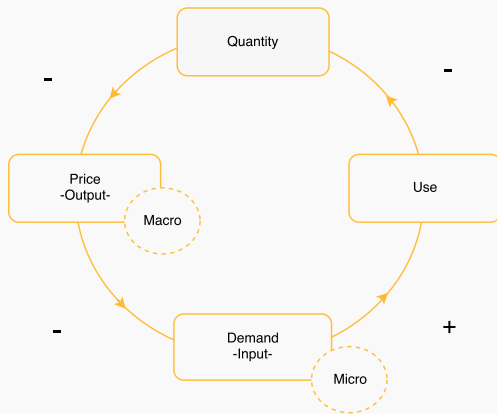 Quantity
-
-
Price
-Output-
Use
Macro
-
+
Demand
-Input-
Micro